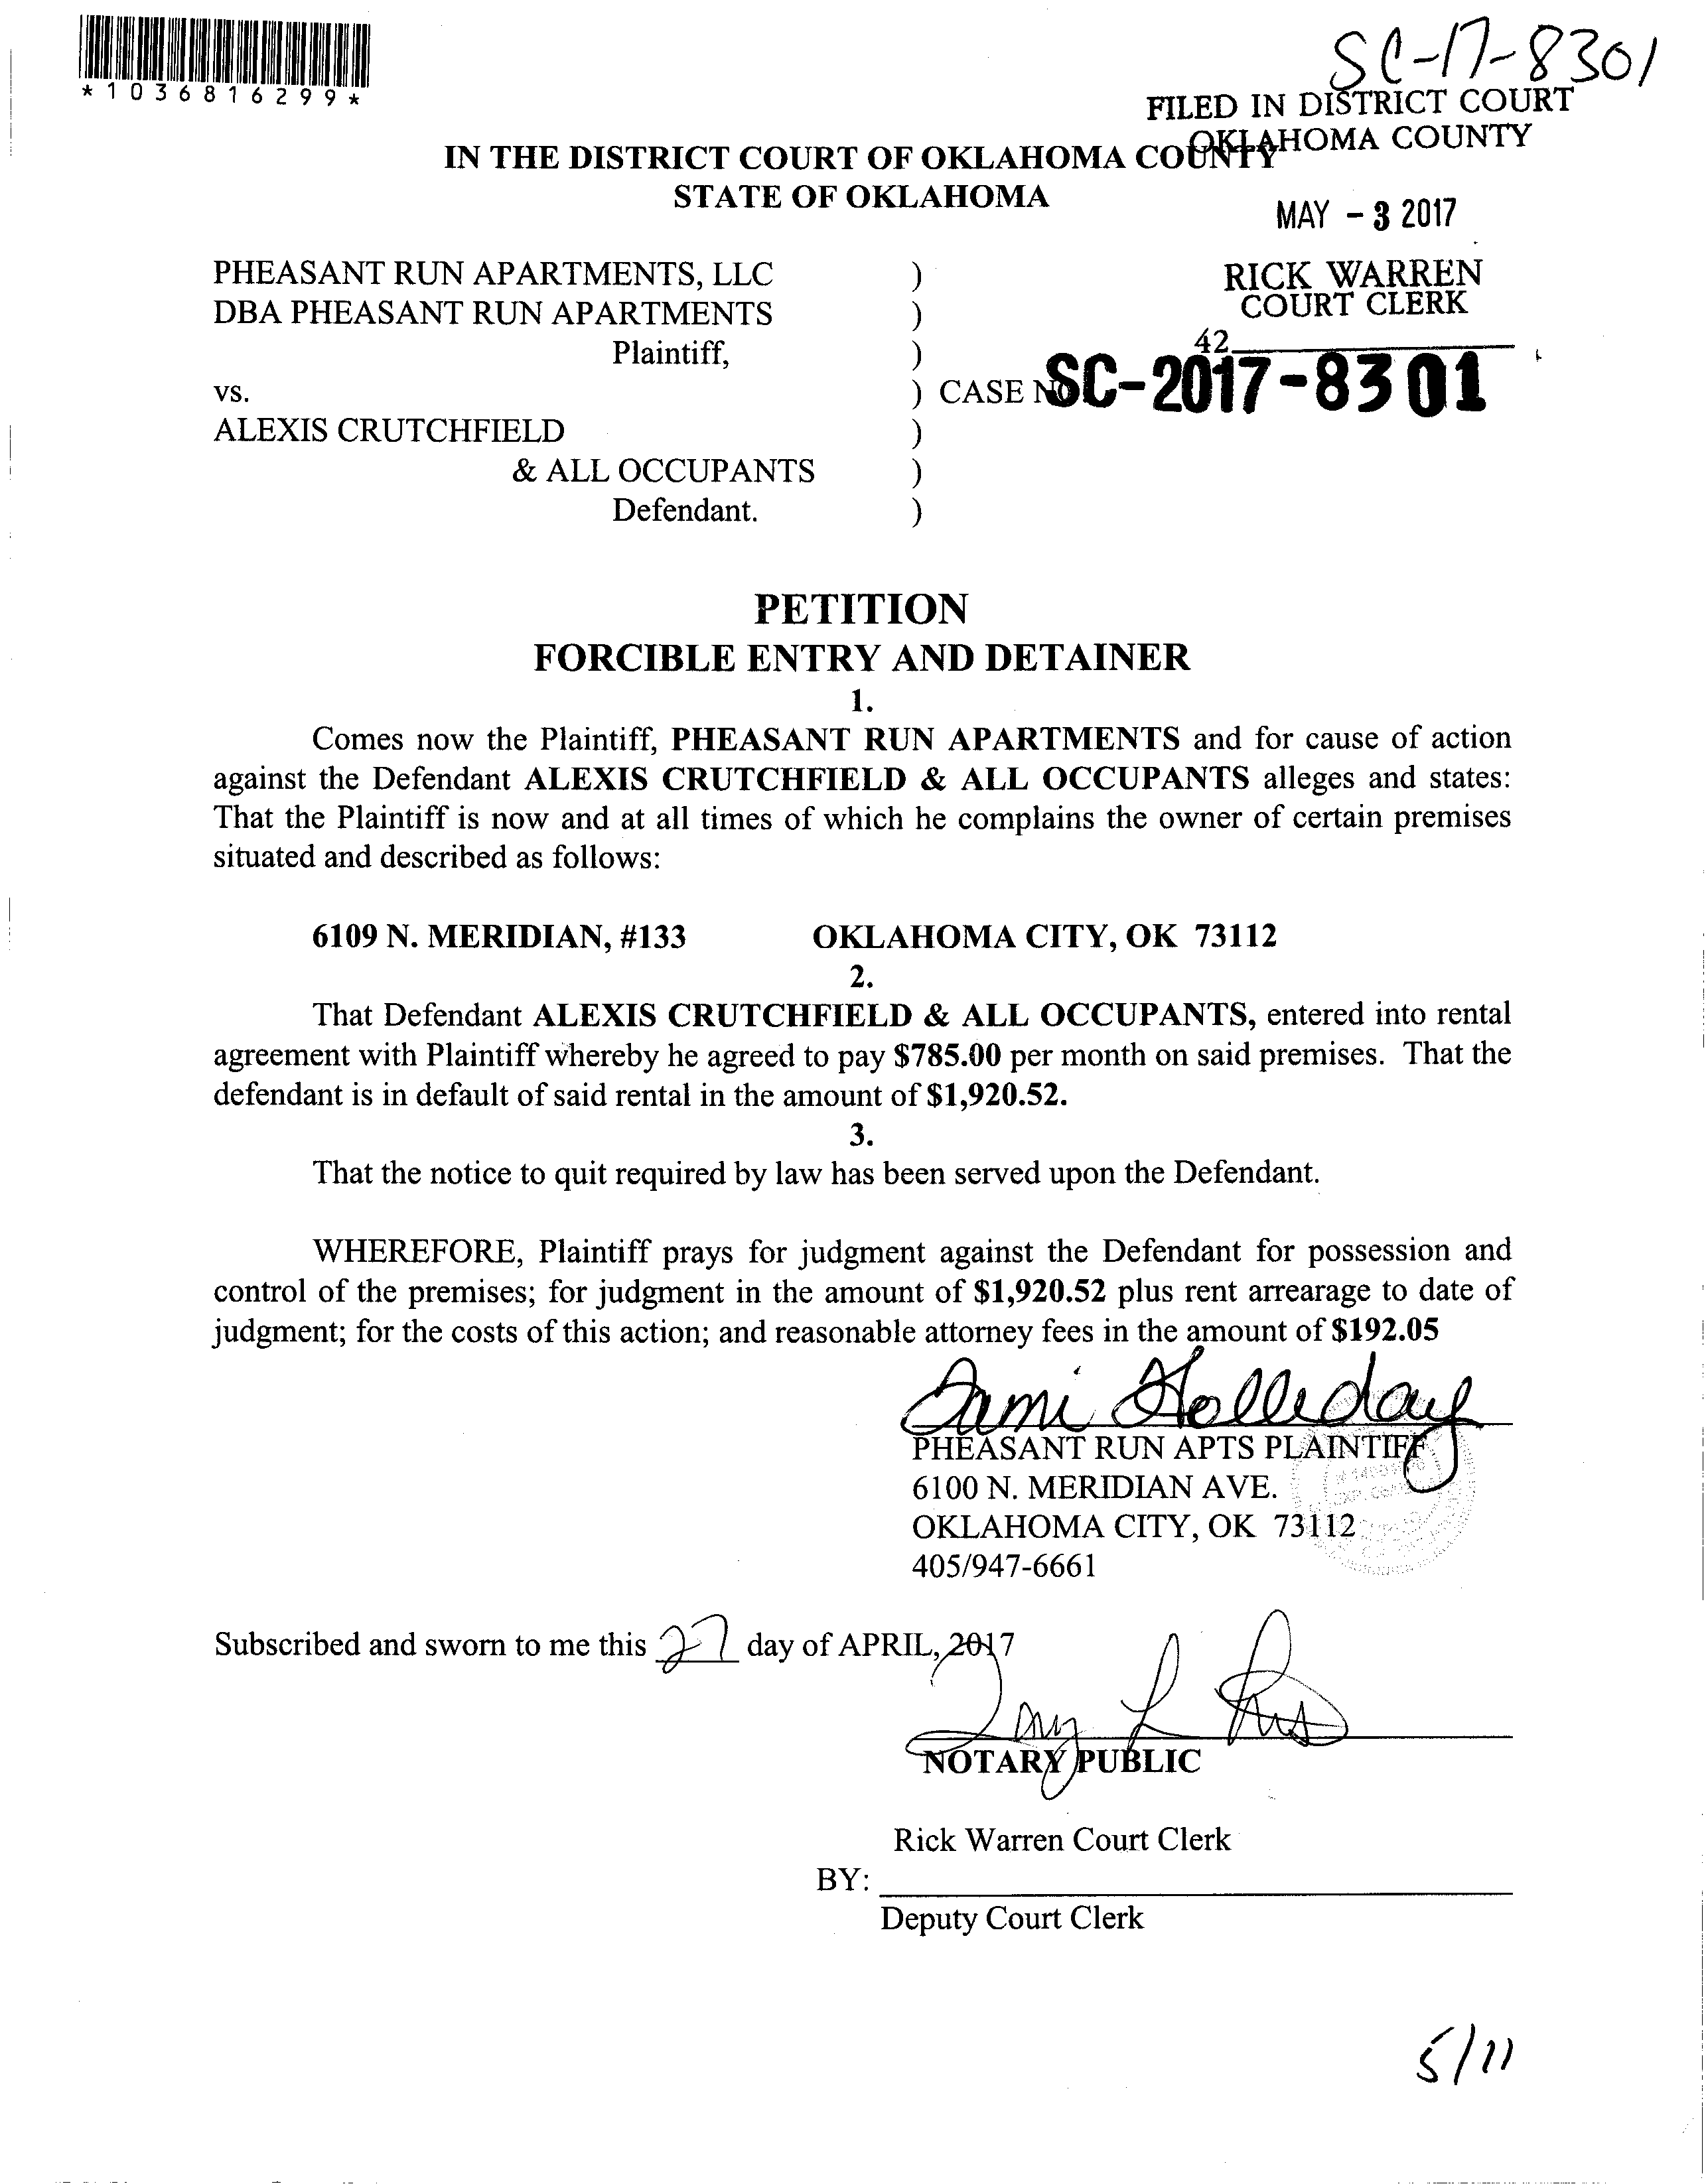 SC-17-8301
*1036816299*
FILED IN DISTRICT COURT
OKLAHOMA COUNTY
IN THE DISTRICT COURT OF OKLAHOMA COUNTY
STATE OF OKLAHOMA
MAY - 3 2017
PHEASANT RUN APARTMENTS, LLC )
RICK WARREN
COURT CLERK
DBA PHEASANT RUN APARTMENTS )
42
Plaintiff, )
vs. ) CASE NO SC-2017-8301
ALEXIS CRUTCHFIELD )
& ALL OCCUPANTS )
Defendant. )
PETITION
FORCIBLE ENTRY AND DETAINER
1.
Comes now the Plaintiff, PHEASANT RUN APARTMENTS and for cause of action
against the Defendant ALEXIS CRUTCHFIELD & ALL OCCUPANTS alleges and states:
That the Plaintiff is now and at all times of which he complains the owner of certain premises
situated and described as follows:
6109 N. MERIDIAN, #133 OKLAHOMA CITY, OK 73112
2.
That Defendant ALEXIS CRUTCHFIELD & ALL OCCUPANTS, entered into rental
agreement with Plaintiff whereby he agreed to pay $785.00 per month on said premises. That the
defendant is in default of said rental in the amount of $1,920.52.
3.
That the notice to quit required by law has been served upon the Defendant.
WHEREFORE, Plaintiff prays for judgment against the Defendant for possession and
control of the premises; for judgment in the amount of $1,920.52 plus rent arrearage to date of
judgment; for the costs of this action; and reasonable attorney fees in the amount of $192.05
Holleday
PHEASANT RUN APTS PLAINTIFF
6100 N. MERIDIAN AVE.
OKLAHOMA CITY, OK 73112
405/947-6661
Subscribed and sworn to me this 27 day of APRIL, 2017
NOTARY PUBLIC
Rick Warren Court Clerk
BY:
Deputy Court Clerk
5/11